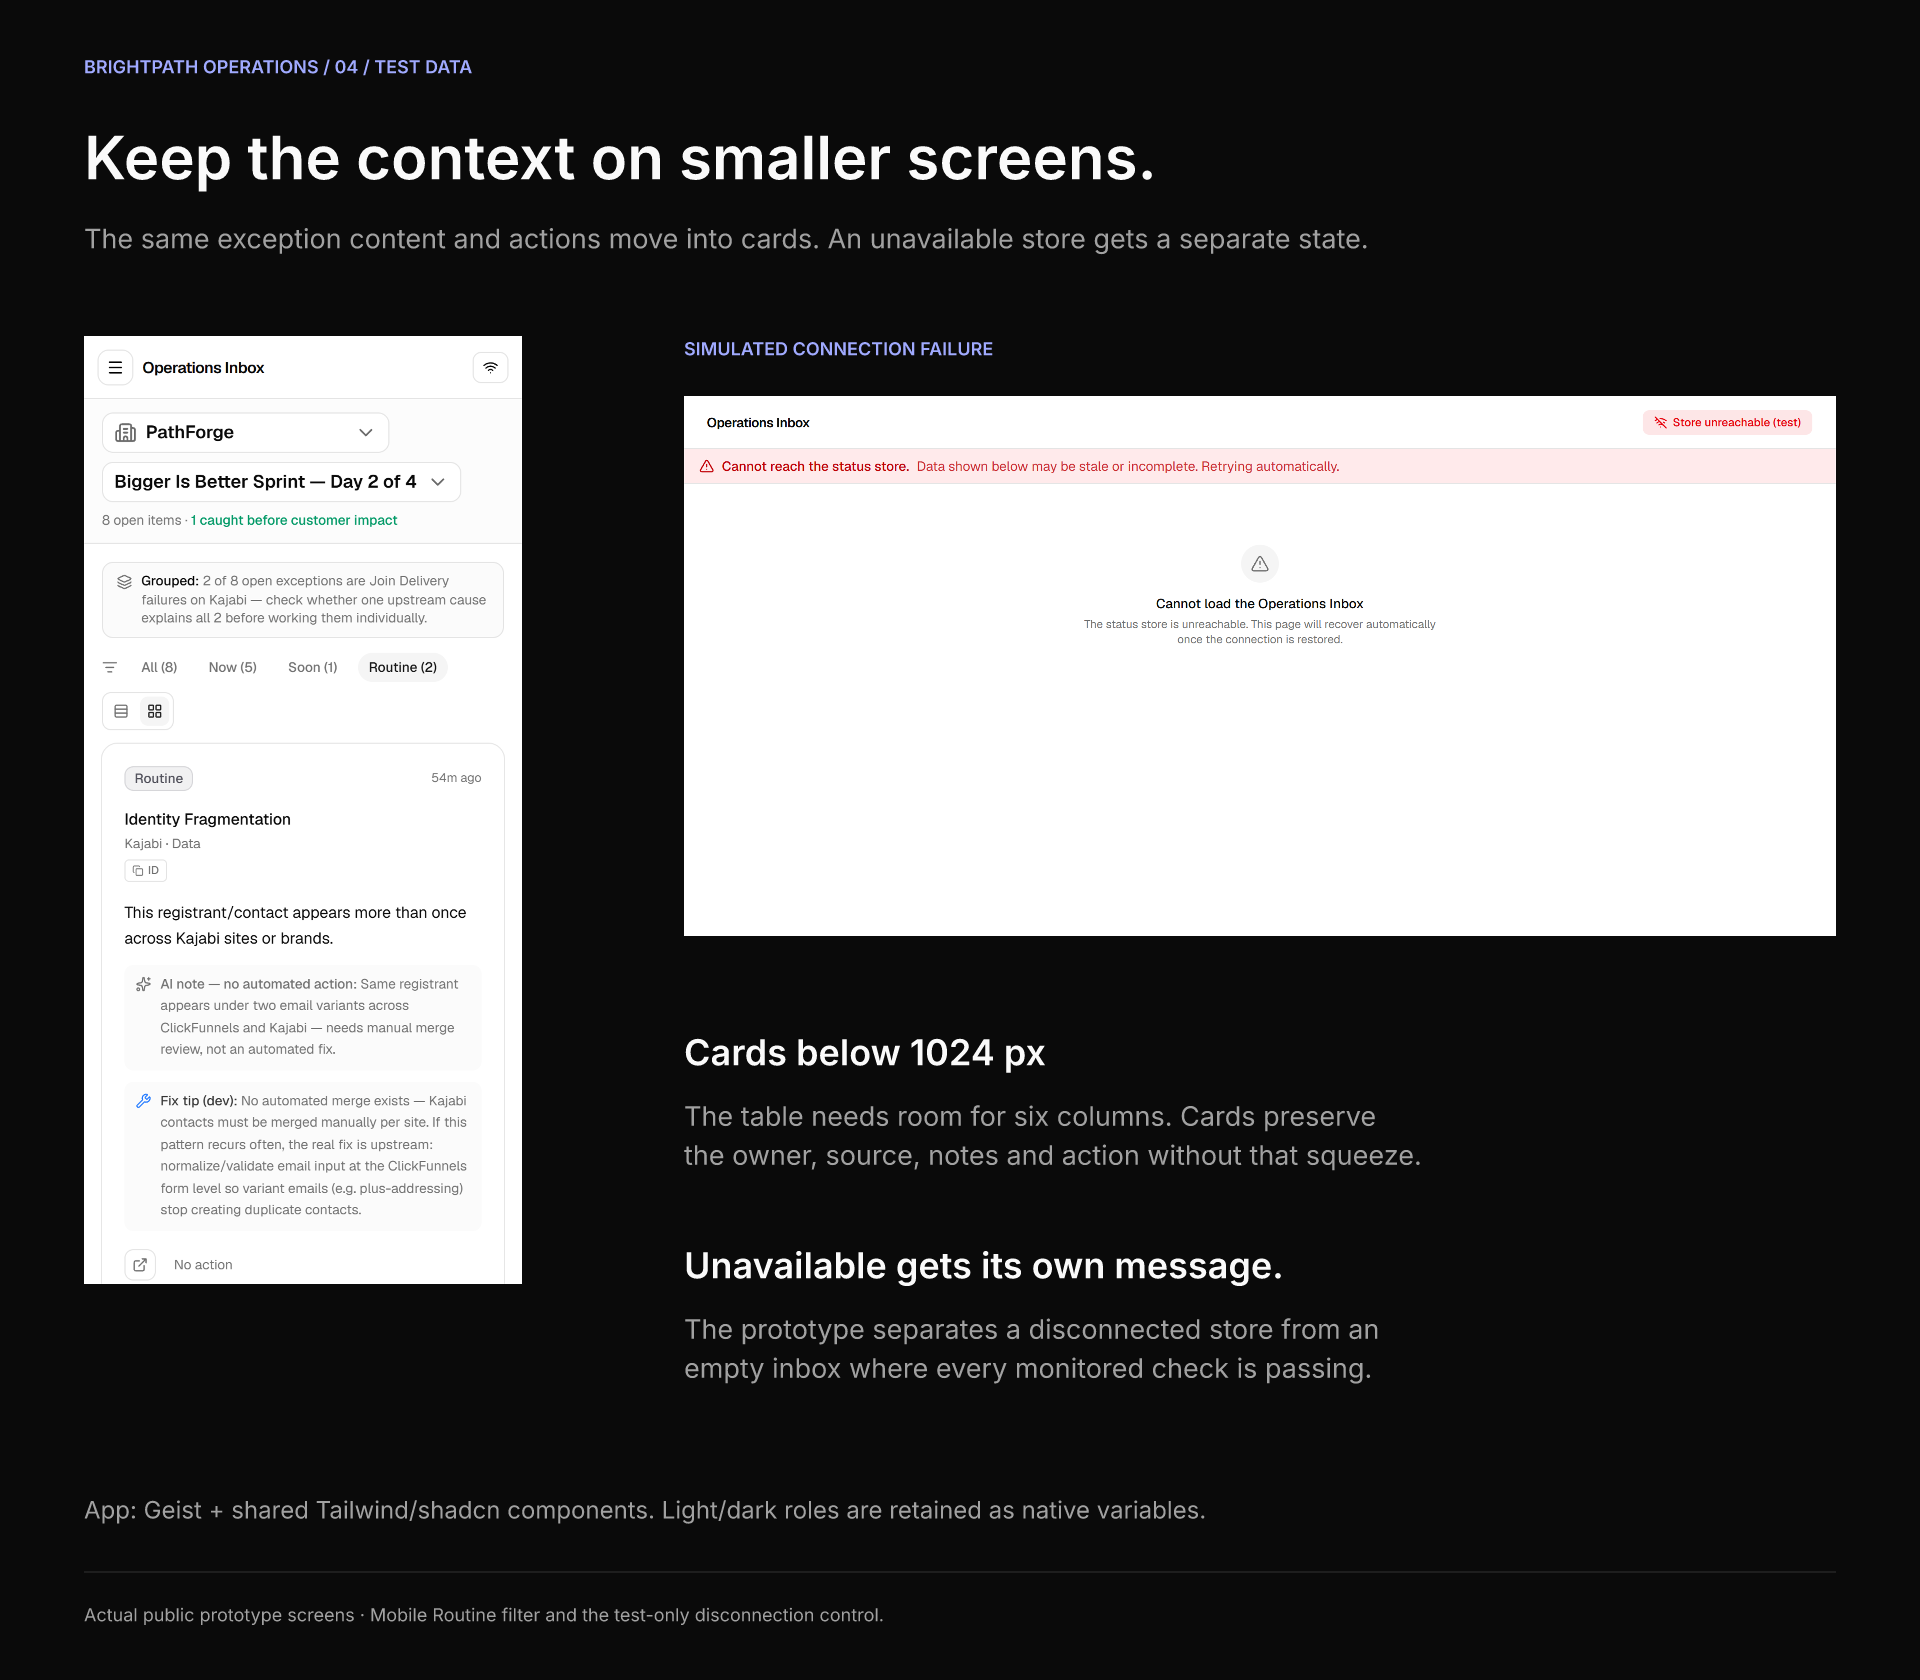 BRIGHTPATH OPERATIONS / 04 / TEST DATA
Keep the context on smaller screens.
The same exception content and actions move into cards. An unavailable store gets a separate state.
Operations Inbox
PathForge
Bigger Is Better Sprint — Day 2 of 4
8 open items · 1 caught before customer impact
Grouped: 2 of 8 open exceptions are Join Delivery
failures on Kajabi — check whether one upstream cause
explains all 2 before working them individually.
All (8) Now (5) Soon (1) Routine (2)
Routine 54m ago
Identity Fragmentation
Kajabi · Data
ID
This registrant/contact appears more than once
across Kajabi sites or brands.
AI note — no automated action: Same registrant
appears under two email variants across
ClickFunnels and Kajabi — needs manual merge
review, not an automated fix.
Fix tip (dev): No automated merge exists — Kajabi
contacts must be merged manually per site. If this
pattern recurs often, the real fix is upstream:
normalize/validate email input at the ClickFunnels
form level so variant emails (e.g. plus-addressing)
stop creating duplicate contacts.
No action
SIMULATED CONNECTION FAILURE
Operations Inbox Store unreachable (test)
Cannot reach the status store. Data shown below may be stale or incomplete. Retrying automatically.
Cannot load the Operations Inbox
The status store is unreachable. This page will recover automatically
once the connection is restored.
Cards below 1024 px
The table needs room for six columns. Cards preserve
the owner, source, notes and action without that squeeze.
Unavailable gets its own message.
The prototype separates a disconnected store from an
empty inbox where every monitored check is passing.
App: Geist + shared Tailwind/shadcn components. Light/dark roles are retained as native variables.
Actual public prototype screens · Mobile Routine filter and the test-only disconnection control.